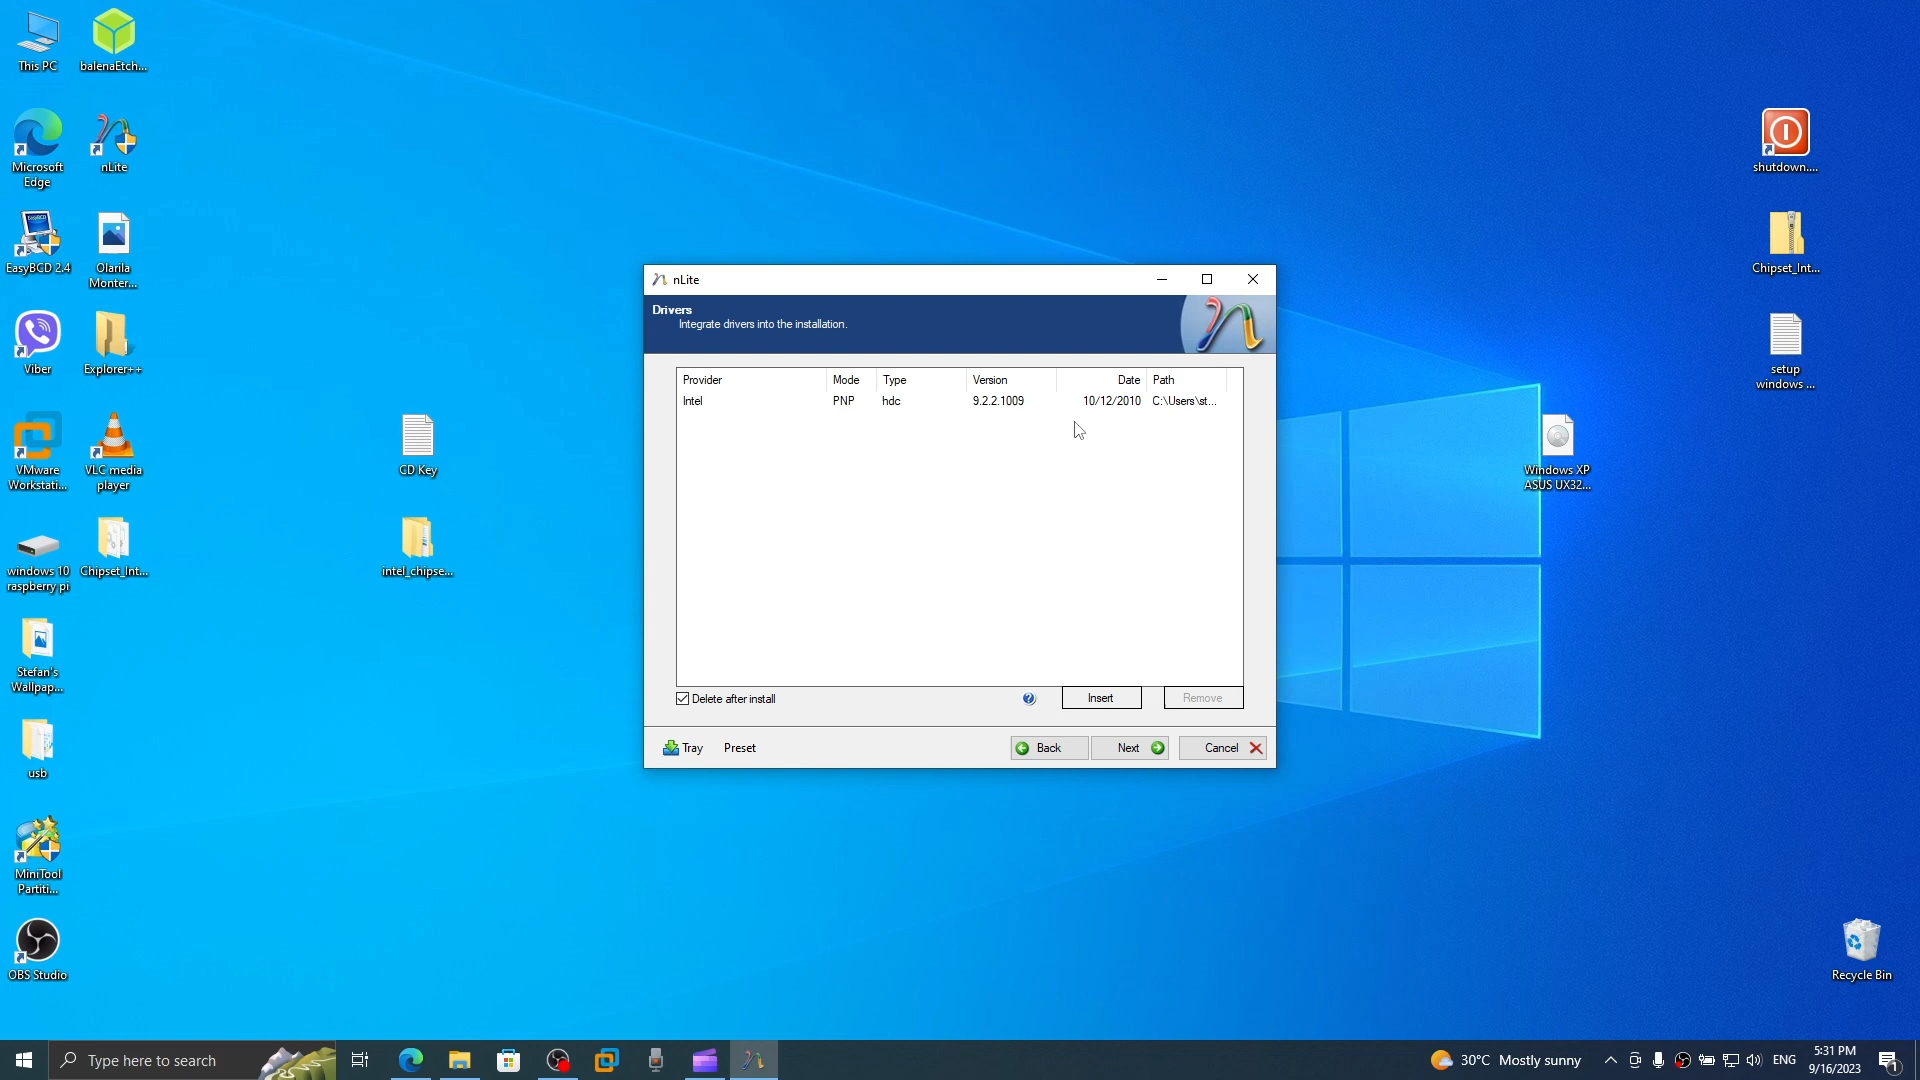 This PC
balenaEtch...
Microsoft
Edge
nLite
EasyBCD 2.4
Olarila
Monter...
Viber
Explorer++
VMware
Workstati...
VLC media
player
windows 10
raspberry pi
Chipset_Int...
Stefan's
Wallpap...
usb
MiniTool
Partiti...
OBS Studio
CD Key
intel_chipse...
nLite
Drivers
Integrate drivers into the installation.
Provider Mode Type Version Date Path
Intel PNP hdc 9.2.2.1009 10/12/2010 C:\Users\st...
Delete after install
Insert
Remove
Tray
Preset
Back
Next
Cancel
shutdown....
Chipset_Int...
setup
windows ...
Windows XP
ASUS UX32...
Recycle Bin
Type here to search
30°C Mostly sunny
ENG
5:31 PM
9/16/2023
1